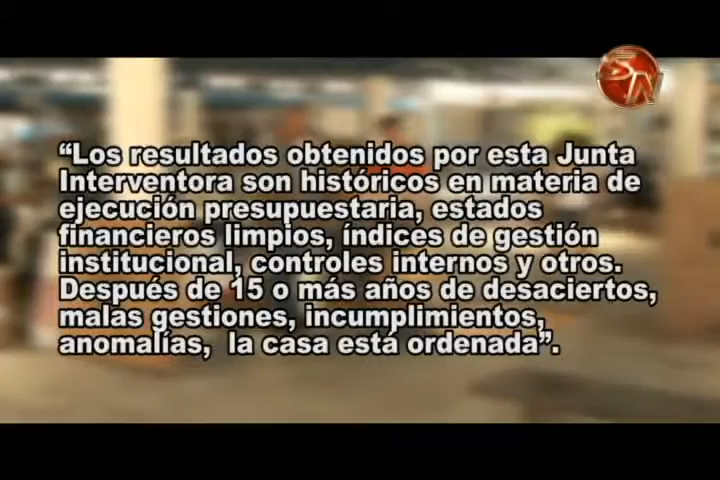 SN
“Los resultados obtenidos por esta Junta
Interventora son históricos en materia de
ejecución presupuestaria, estados
financieros limpios, índices de gestión
institucional, controles internos y otros.
Después de 15 o más años de desaciertos,
malas gestiones, incumplimientos,
anomalías,  la casa está ordenada”.